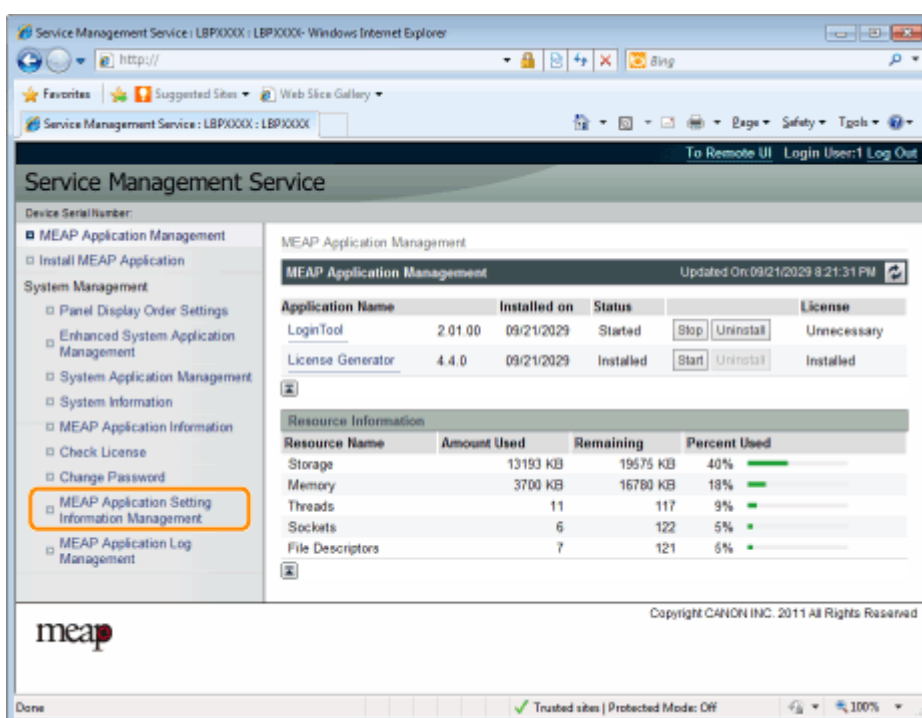 Service Management Service : LBPXXXX : LBPXXXX- Windows Internet Explorer
http://
Bing
Favorites Suggested Sites Web Slice Gallery
Service Management Service : LBPXXXX : LBPXXXX
Page Safety Tools
To Remote UI Login User:1 Log Out
Service Management Service
Device Serial Number:
MEAP Application Management
Install MEAP Application
System Management
Panel Display Order Settings
Enhanced System Application
Management
System Application Management
System Information
MEAP Application Information
Check License
Change Password
MEAP Application Setting
Information Management
MEAP Application Log
Management
MEAP Application Management
MEAP Application Management Updated On:09/21/2029 8:21:31 PM
Application Name Installed on Status License
LoginTool 2.01.00 09/21/2029 Started Stop Uninstall Unnecessary
License Generator 4.4.0 09/21/2029 Installed Start Uninstall Installed
Resource Information
Resource Name Amount Used Remaining Percent Used
Storage 13193 KB 19575 KB 40%
Memory 3700 KB 16780 KB 18%
Threads 11 117 9%
Sockets 6 122 5%
File Descriptors 7 121 6%
Copyright CANON INC. 2011 All Rights Reserved
meap
Done Trusted sites | Protected Mode: Off 100%